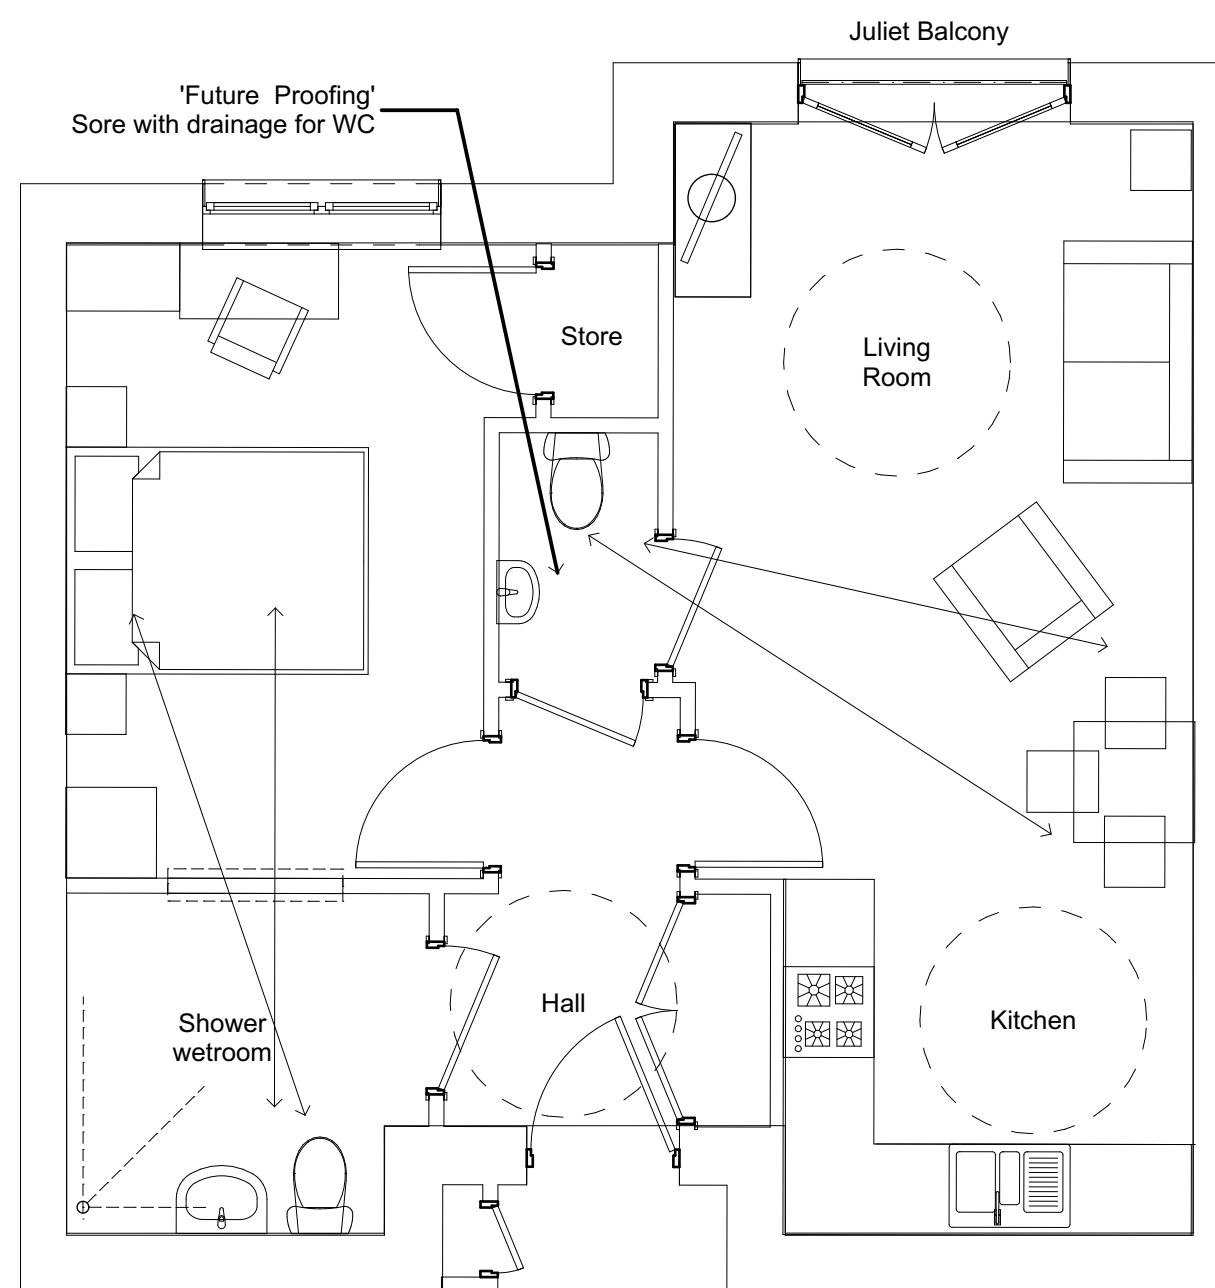 Juliet Balcony
'Future Proofing'
Sore with drainage for WC
Store
Living
Room
Hall
Shower
wetroom
Kitchen